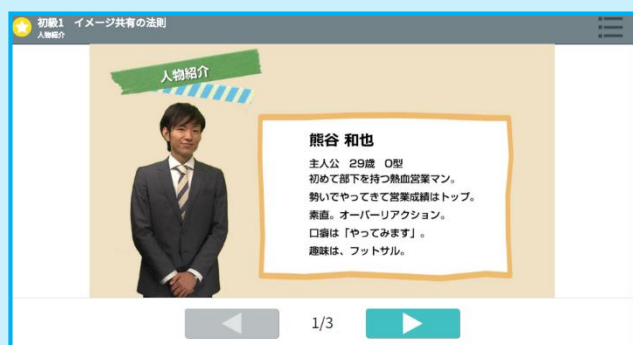 初級1 イメージ共有の法則
人物紹介
人物紹介
熊谷 和也
主人公 29歳 O型
初めて部下を持つ熱血営業マン。
勢いでやってきて営業成績はトップ。
素直。オーバーリアクション。
口癖は「やってみます」。
趣味は、フットサル。
1/3